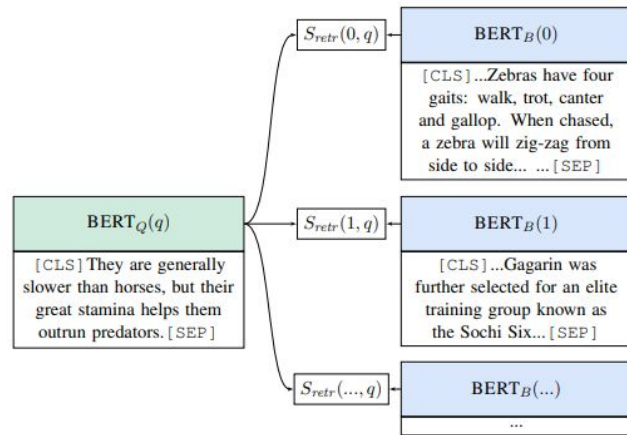 BERT_Q(q)
[CLS]They are generally
slower than horses, but their
great stamina helps them
outrun predators.[SEP]
S_retr(0, q)
BERT_B(0)
[CLS]...Zebras have four
gaits: walk, trot, canter
and gallop. When chased,
a zebra will zig-zag from
side to side... ...[SEP]
S_retr(1, q)
BERT_B(1)
[CLS]...Gagarin was
further selected for an elite
training group known as
the Sochi Six...[SEP]
S_retr(..., q)
BERT_B(...)
...